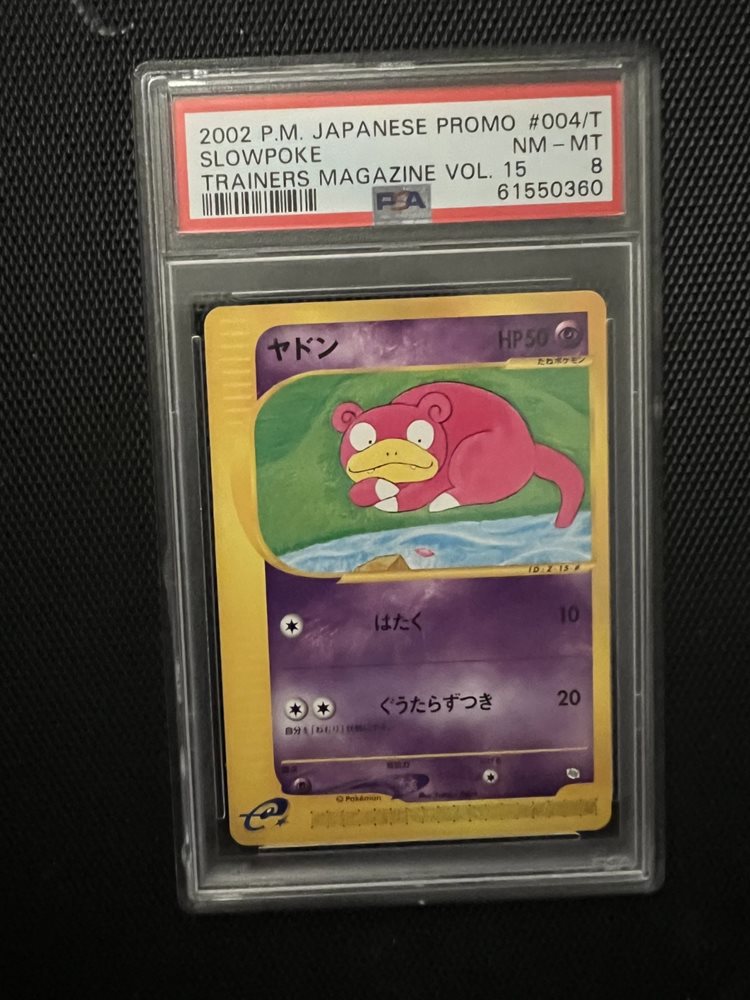 2002 P.M. JAPANESE PROMO #004/T
SLOWPOKE NM - MT
TRAINERS MAGAZINE VOL. 15 8
PSA 61550360
ヤドン HP50
たねポケモン
はたく 10
ぐうたらずつき 20
© Pokémon
e